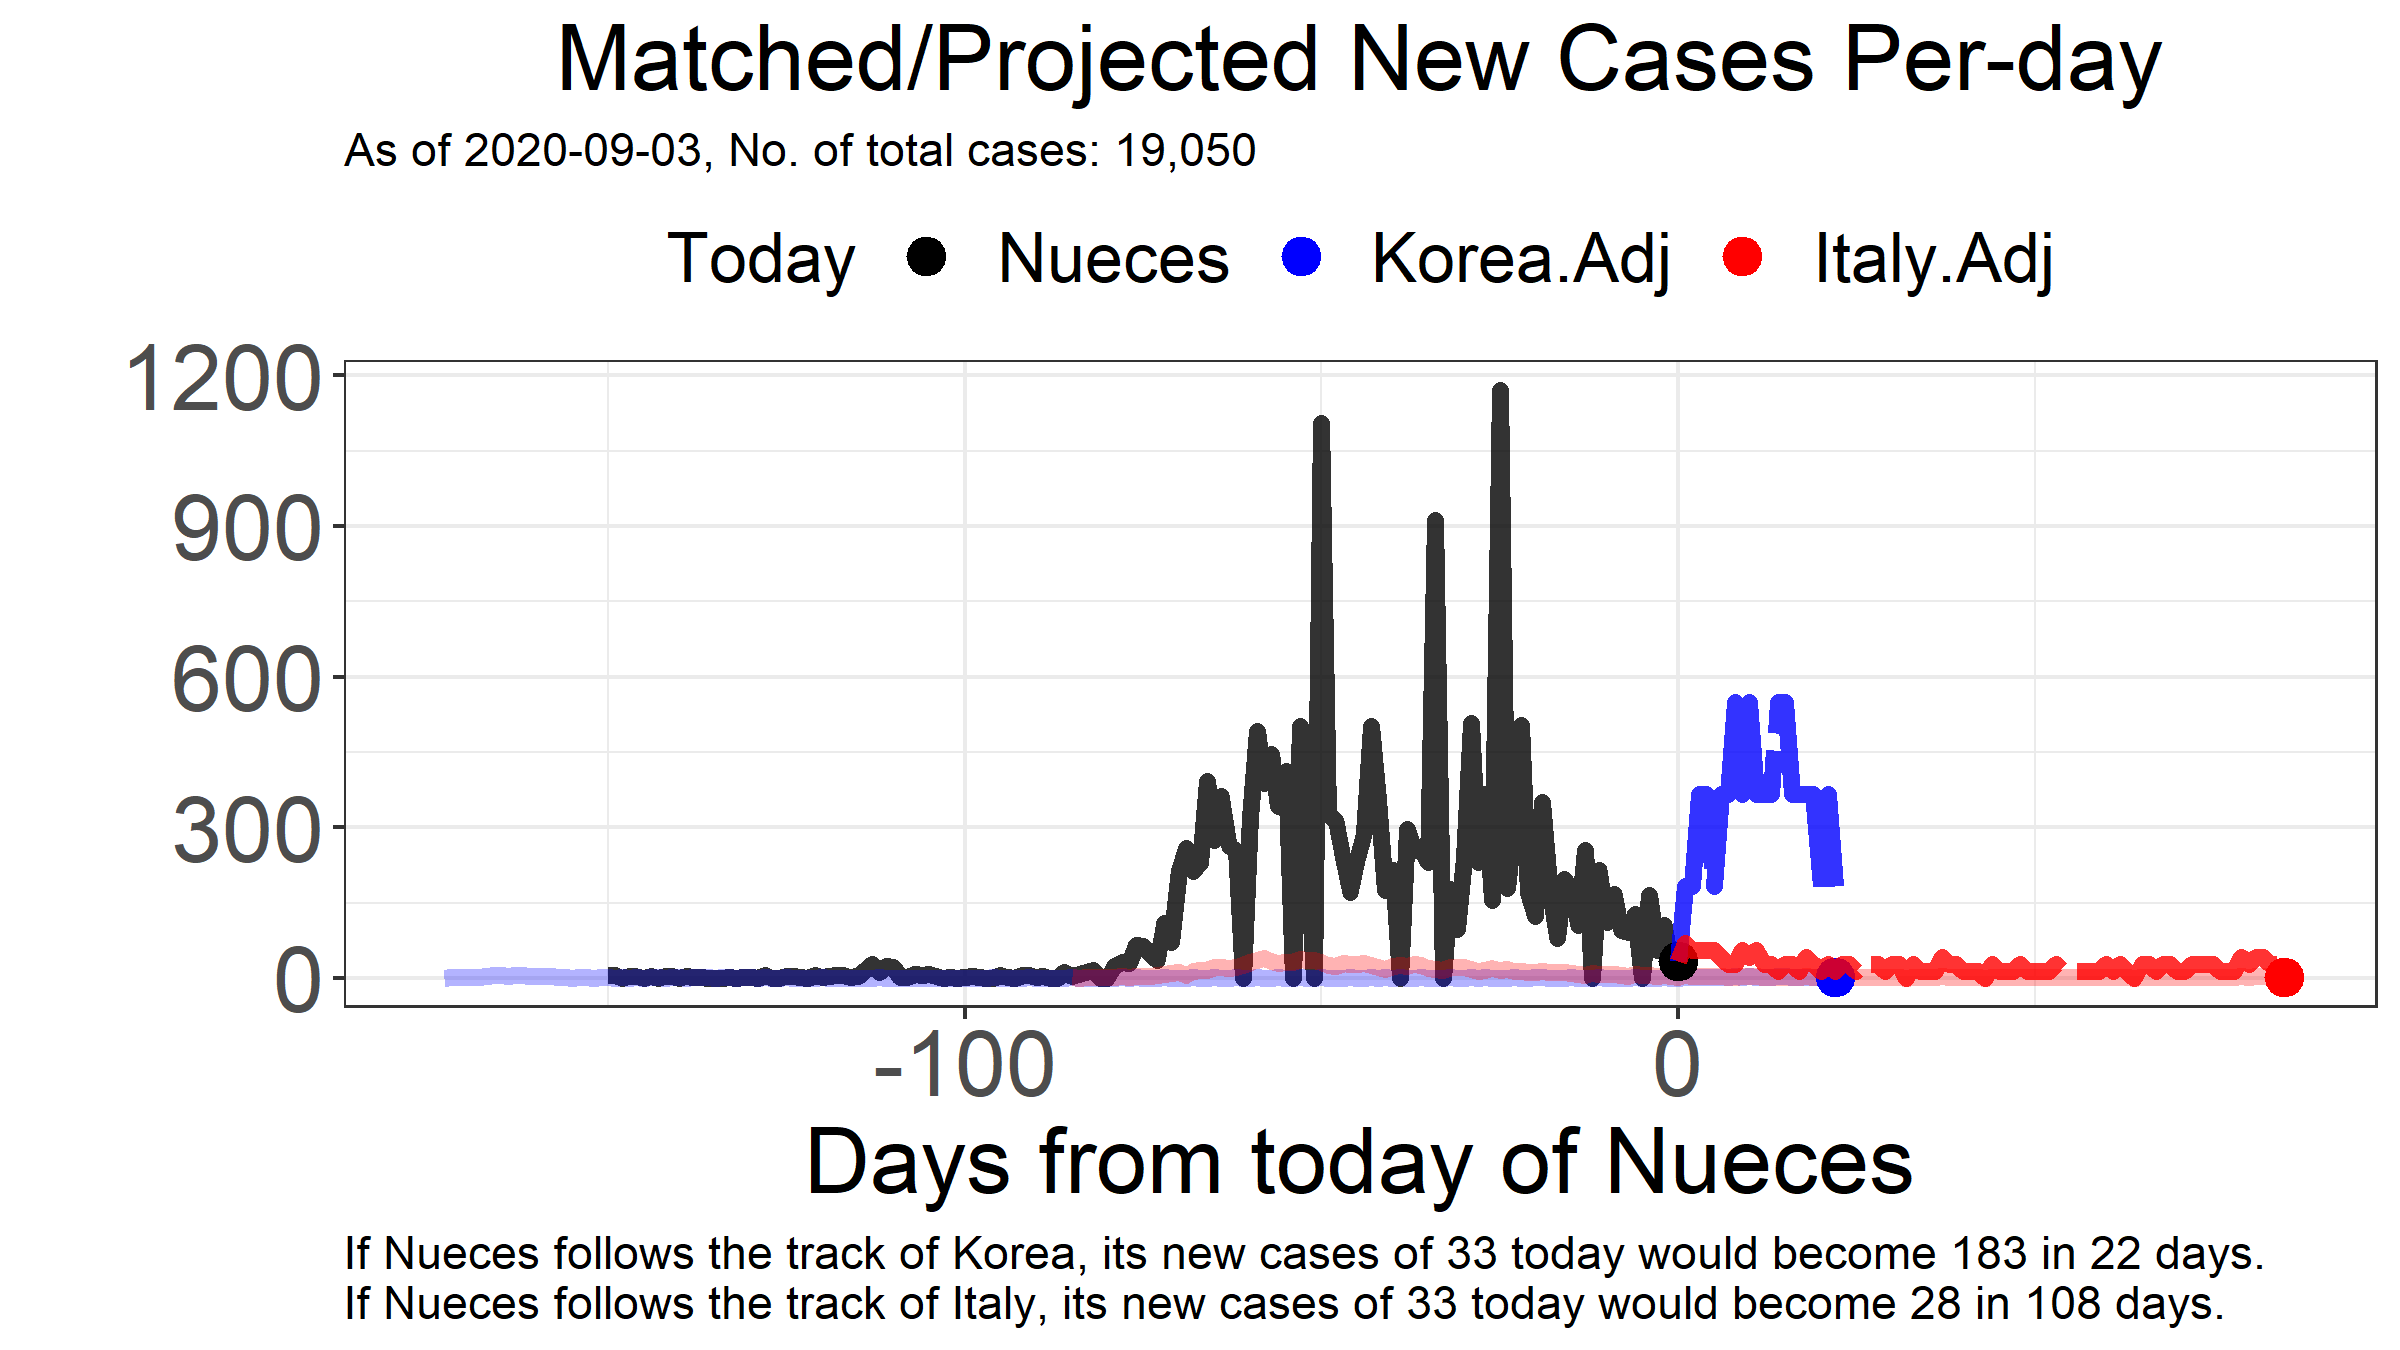 Matched/Projected New Cases Per-day
As of 2020-09-03, No. of total cases: 19,050
Today Nueces Korea.Adj Italy.Adj
1200
900
600
300
0
-100 0
Days from today of Nueces
If Nueces follows the track of Korea, its new cases of 33 today would become 183 in 22 days.
If Nueces follows the track of Italy, its new cases of 33 today would become 28 in 108 days.